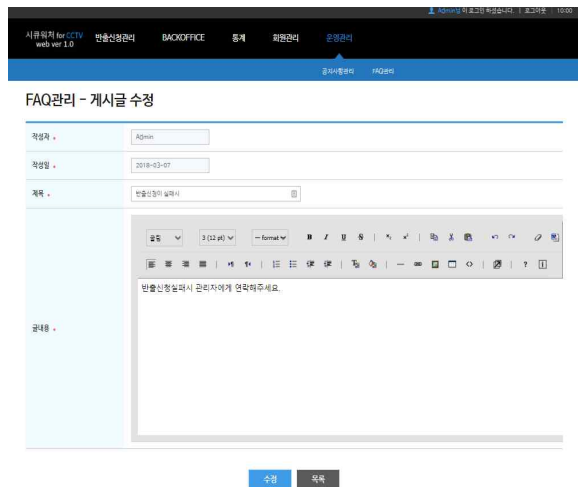 Admin님 이 로그인 하셨습니다. | 로그아웃 | 10:00
시큐워처 for CCTV
web ver 1.0
반출신청관리 BACKOFFICE 통계 회원관리 운영관리
공지사항관리 FAQ관리
FAQ관리 - 게시글 수정
작성자
Admin
작성일
2018-03-07
제목
반출신청이 실패시
굴림 3 (12 pt) — format
B I U
글내용
반출신청실패시 관리자에게 연락해주세요.
수정 목록